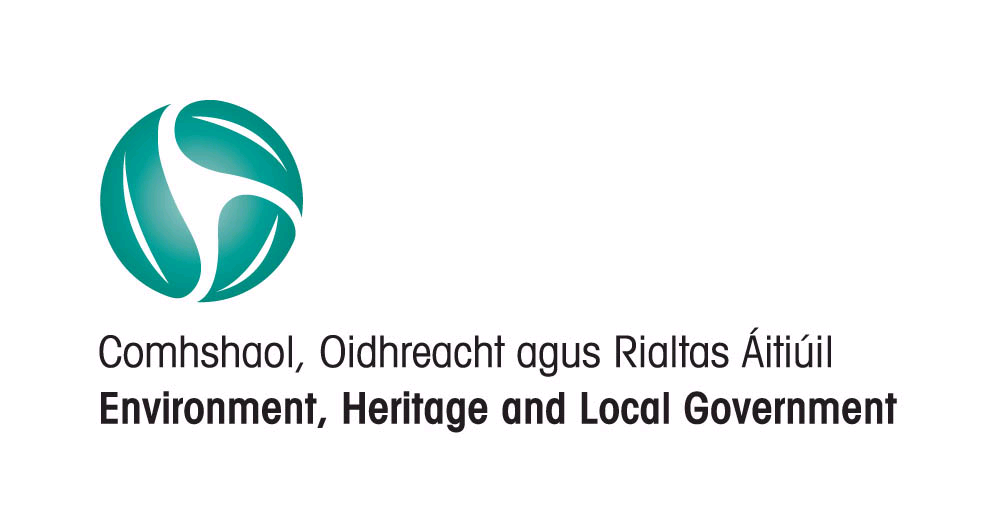 Comhshaol, Oidhreacht agus Rialtas Áitiúil
Environment, Heritage and Local Government